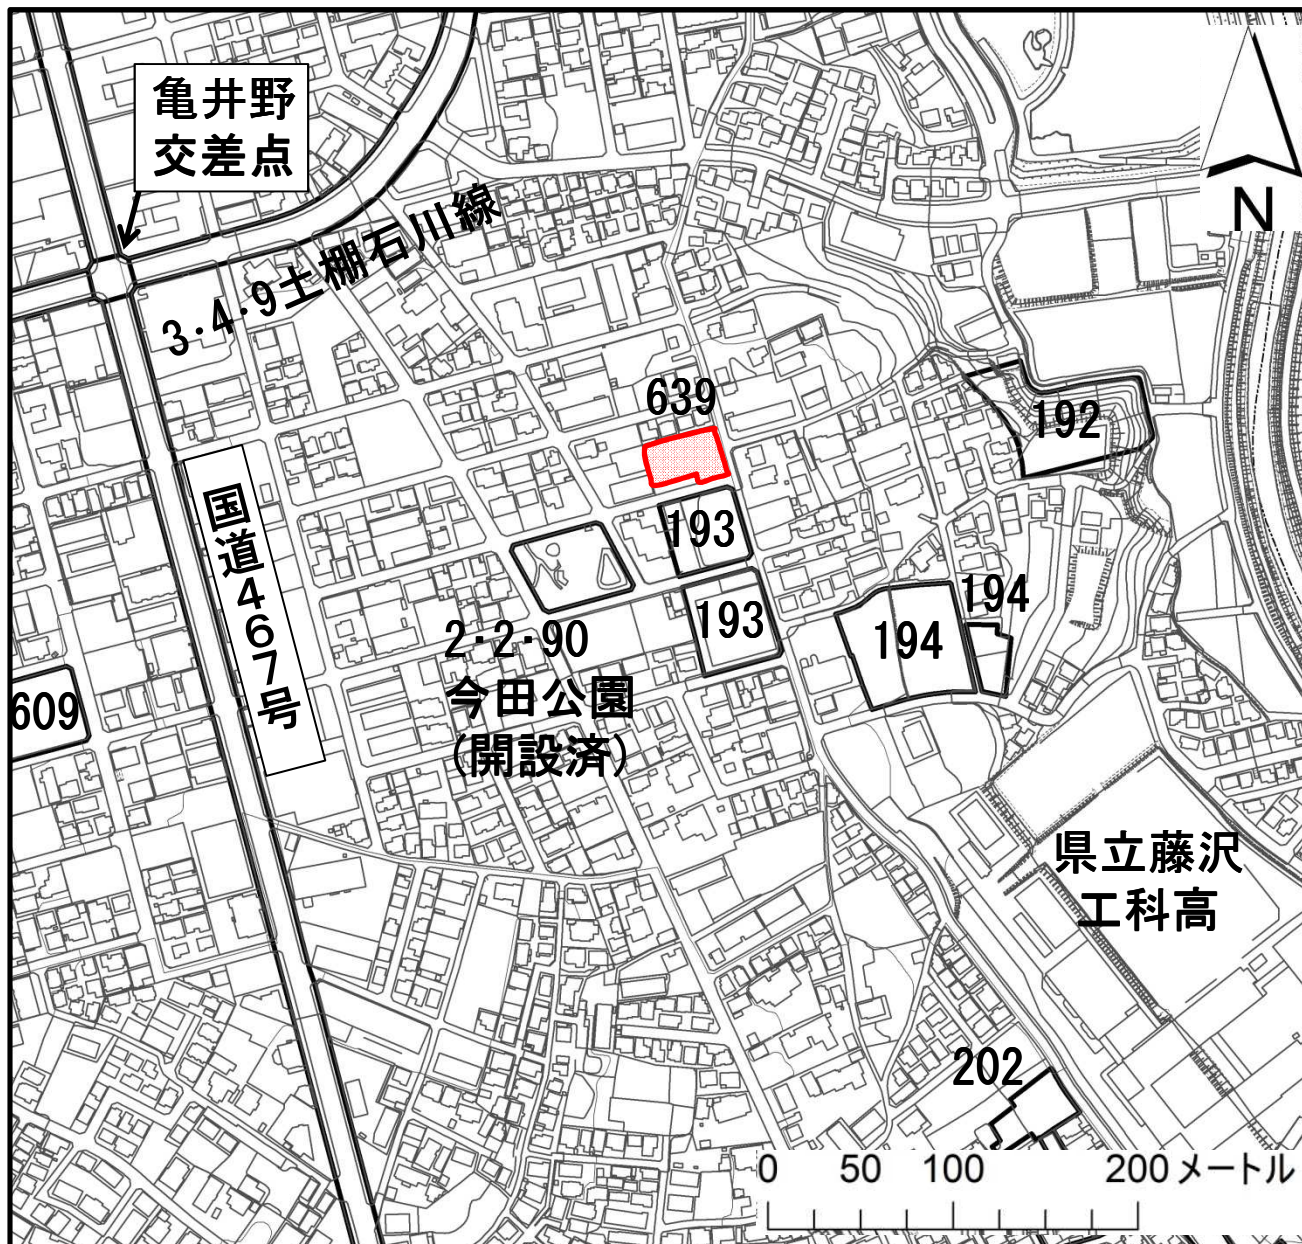 亀井野
交差点
N
3・4・9土棚石川線
639
192
国道467号
193
194
193
194
2・2・90
今田公園
(開設済)
609
県立藤沢
工科高
202
0 50 100 200メートル